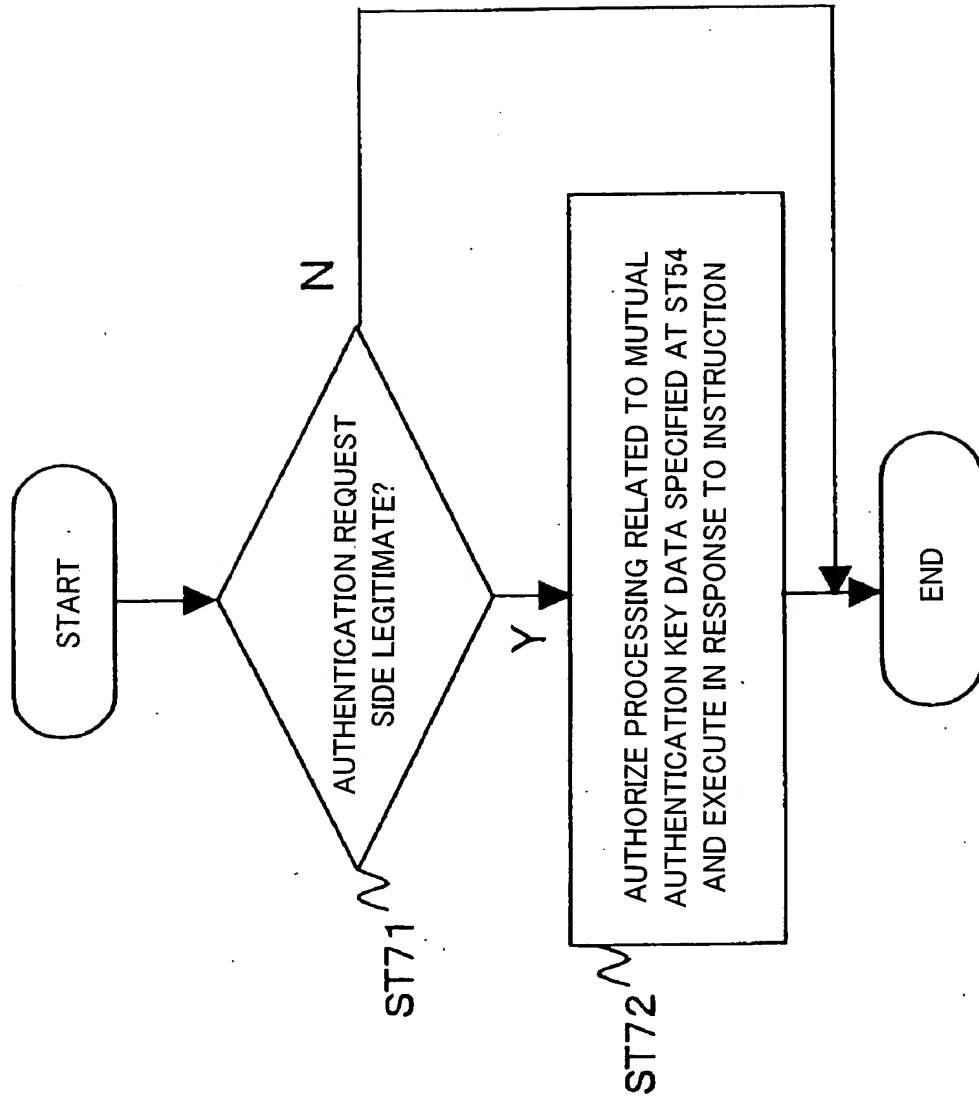 START
AUTHENTICATION REQUEST
SIDE LEGITIMATE?
N
ST71
Y
AUTHORIZE PROCESSING RELATED TO MUTUAL
AUTHENTICATION KEY DATA SPECIFIED AT ST54
AND EXECUTE IN RESPONSE TO INSTRUCTION
ST72
END